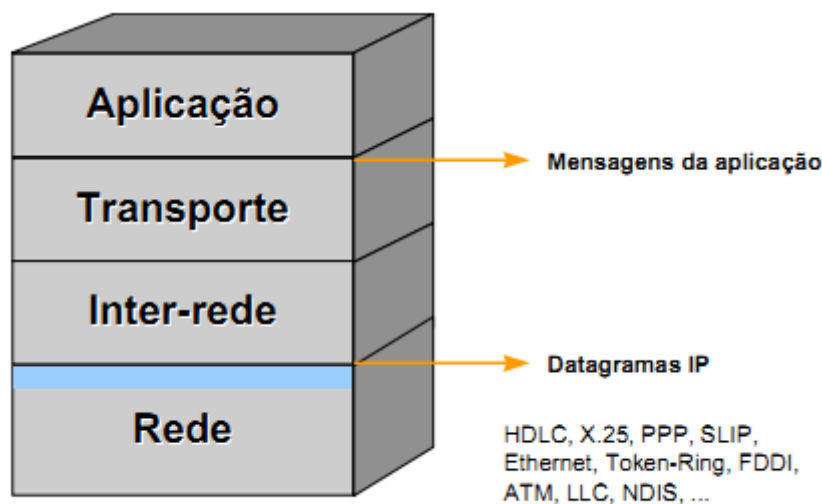 Aplicação
Mensagens da aplicação
Transporte
Inter-rede
Datagramas IP
Rede
HDLC, X.25, PPP, SLIP,
Ethernet, Token-Ring, FDDI,
ATM, LLC, NDIS, ...